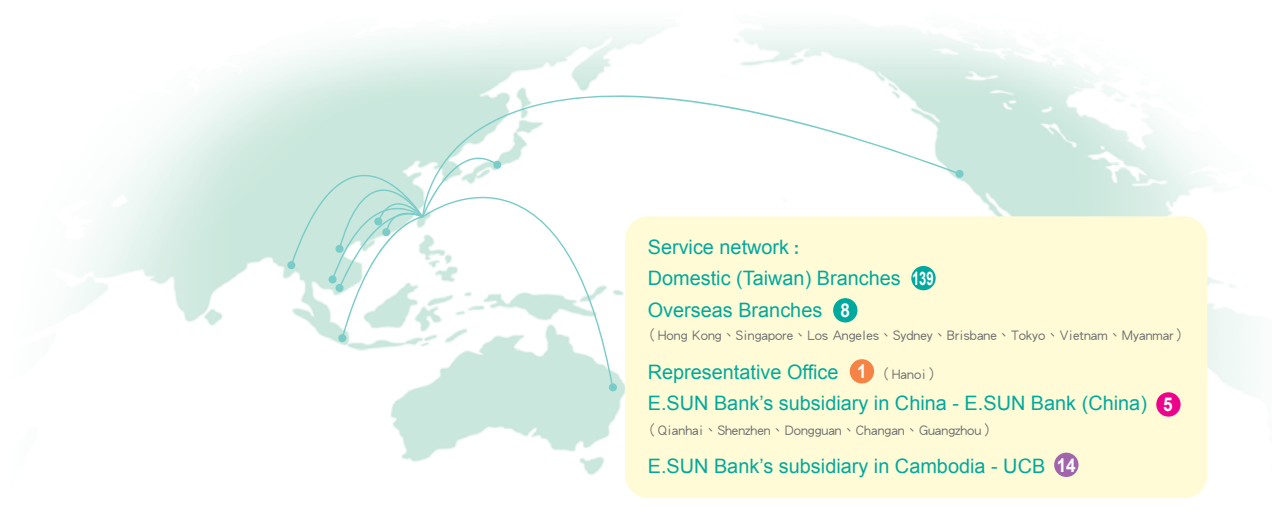 Service network :
Domestic (Taiwan) Branches 139
Overseas Branches 8
（Hong Kong、Singapore、Los Angeles、Sydney、Brisbane、Tokyo、Vietnam、Myanmar）
Representative Office 1 （Hanoi）
E.SUN Bank's subsidiary in China - E.SUN Bank (China) 5
（Qianhai、Shenzhen、Dongguan、Changan、Guangzhou）
E.SUN Bank's subsidiary in Cambodia - UCB 14